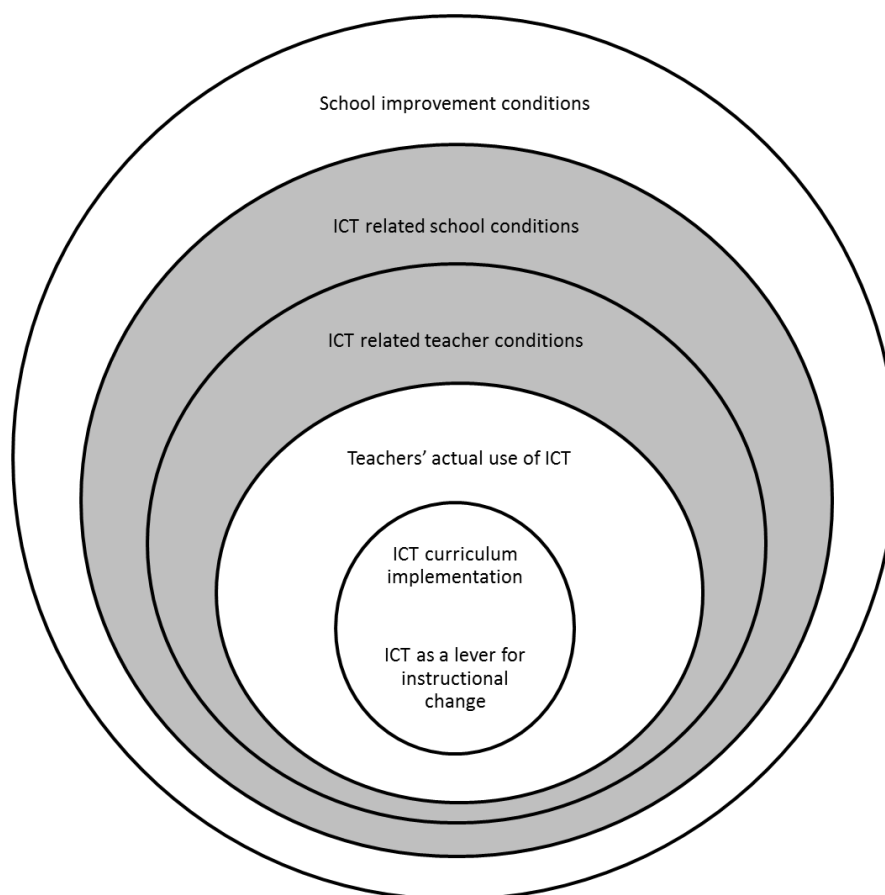 School improvement conditions
ICT related school conditions
ICT related teacher conditions
Teachers’ actual use of ICT
ICT curriculum
implementation
ICT as a lever for
instructional
change